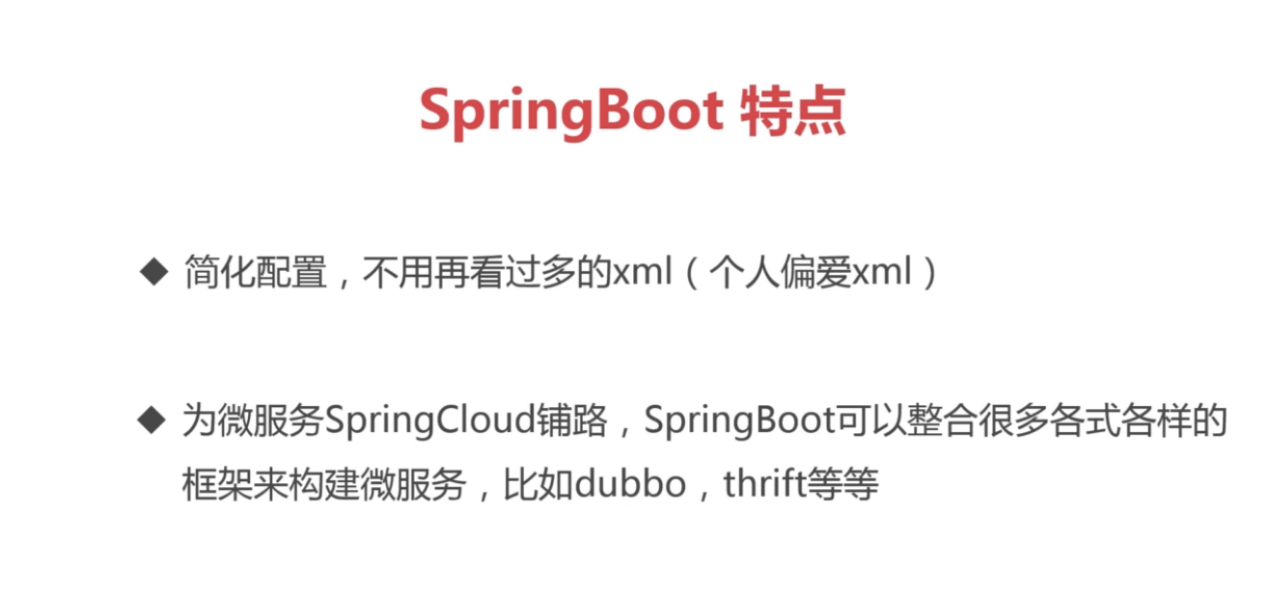 SpringBoot 特点
◆ 简化配置，不用再看过多的xml（个人偏爱xml）
◆ 为微服务SpringCloud铺路，SpringBoot可以整合很多各式各样的
框架来构建微服务，比如dubbo，thrift等等